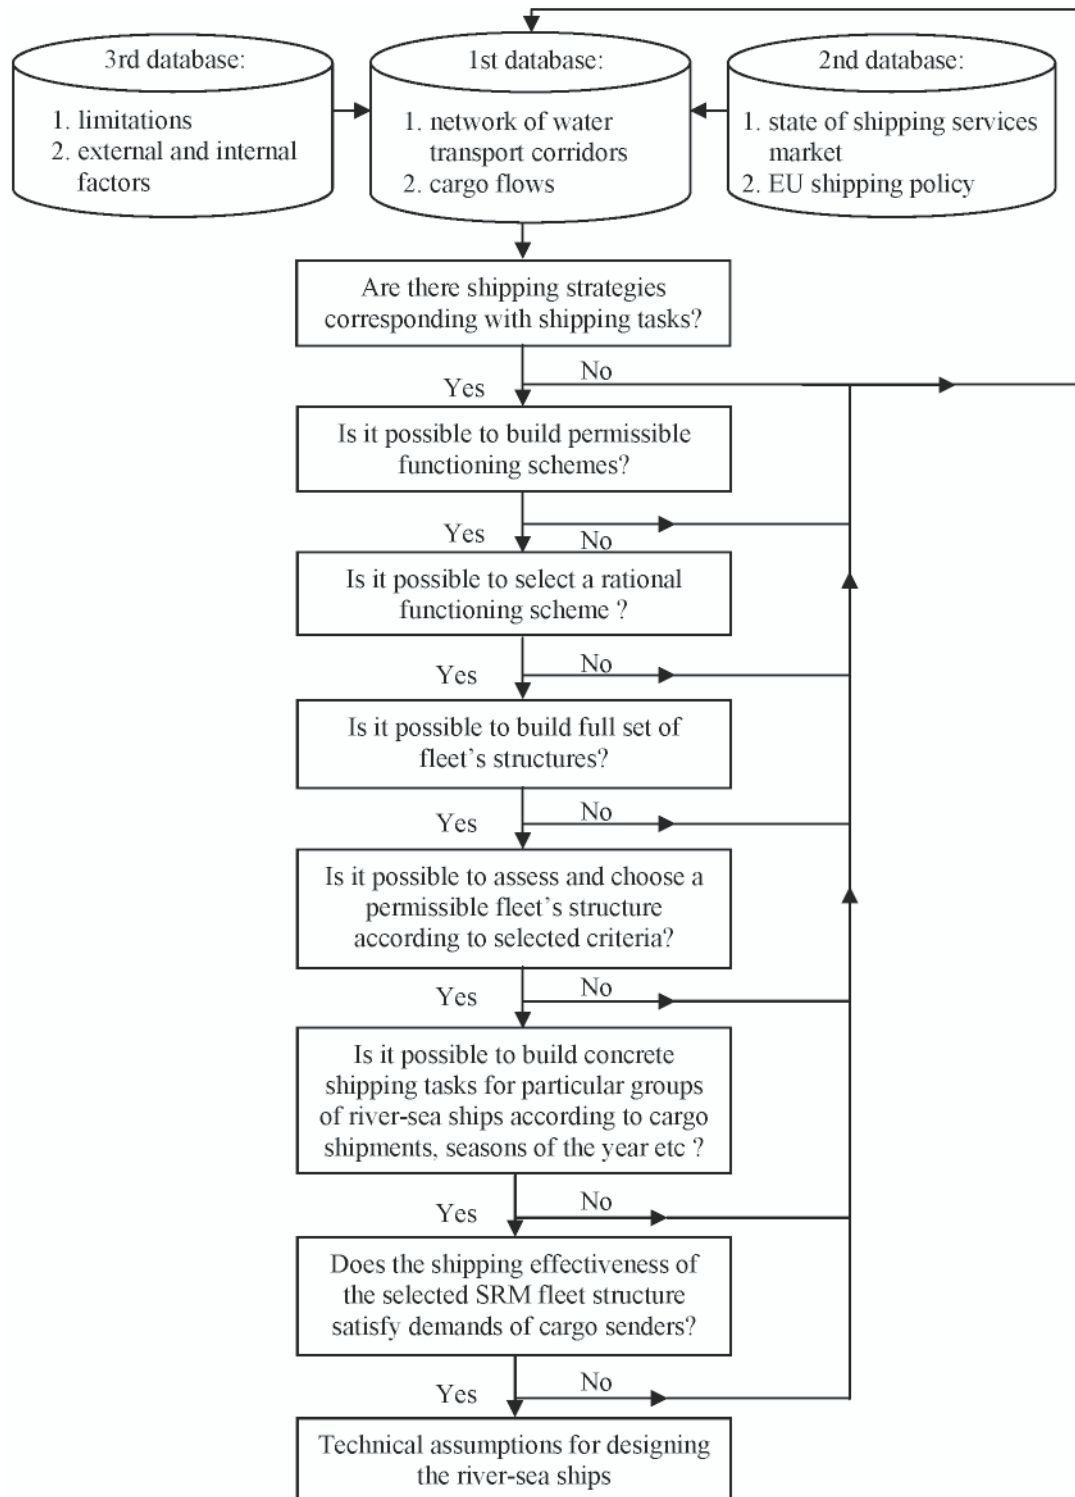 3rd database:
1. limitations
2. external and internal
factors
1st database:
1. network of water
transport corridors
2. cargo flows
2nd database:
1. state of shipping services
market
2. EU shipping policy
Are there shipping strategies
corresponding with shipping tasks?
Yes
No
Is it possible to build permissible
functioning schemes?
Yes
No
Is it possible to select a rational
functioning scheme ?
Yes
No
Is it possible to build full set of
fleet’s structures?
Yes
No
Is it possible to assess and choose a
permissible fleet’s structure
according to selected criteria?
Yes
No
Is it possible to build concrete
shipping tasks for particular groups
of river-sea ships according to cargo
shipments, seasons of the year etc ?
Yes
No
Does the shipping effectiveness of
the selected SRM fleet structure
satisfy demands of cargo senders?
Yes
No
Technical assumptions for designing
the river-sea ships